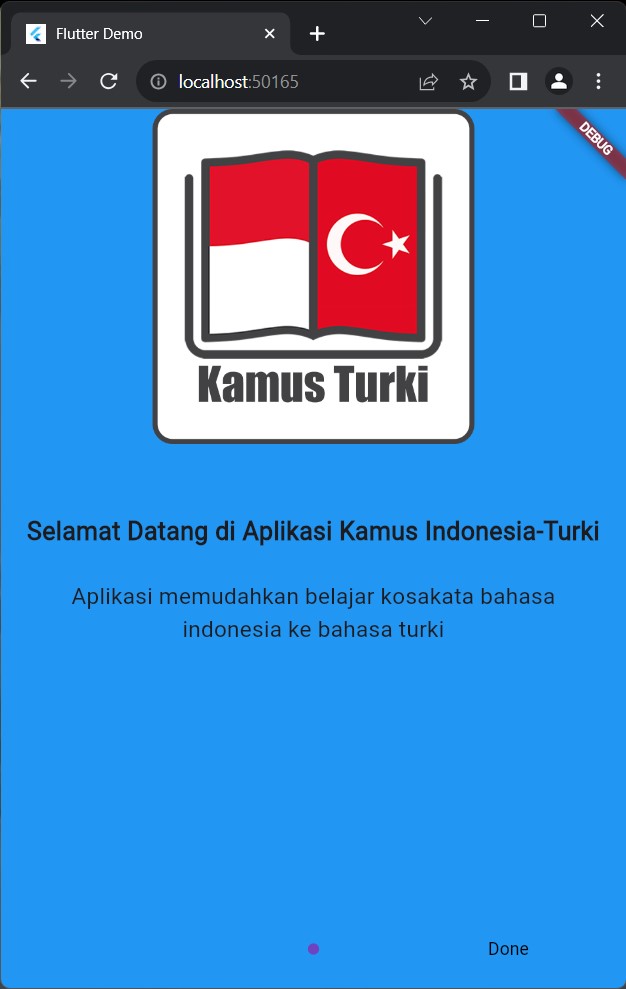 Flutter Demo
localhost:50165
DEBUG
Kamus Turki
Selamat Datang di Aplikasi Kamus Indonesia-Turki
Aplikasi memudahkan belajar kosakata bahasa
indonesia ke bahasa turki
Done